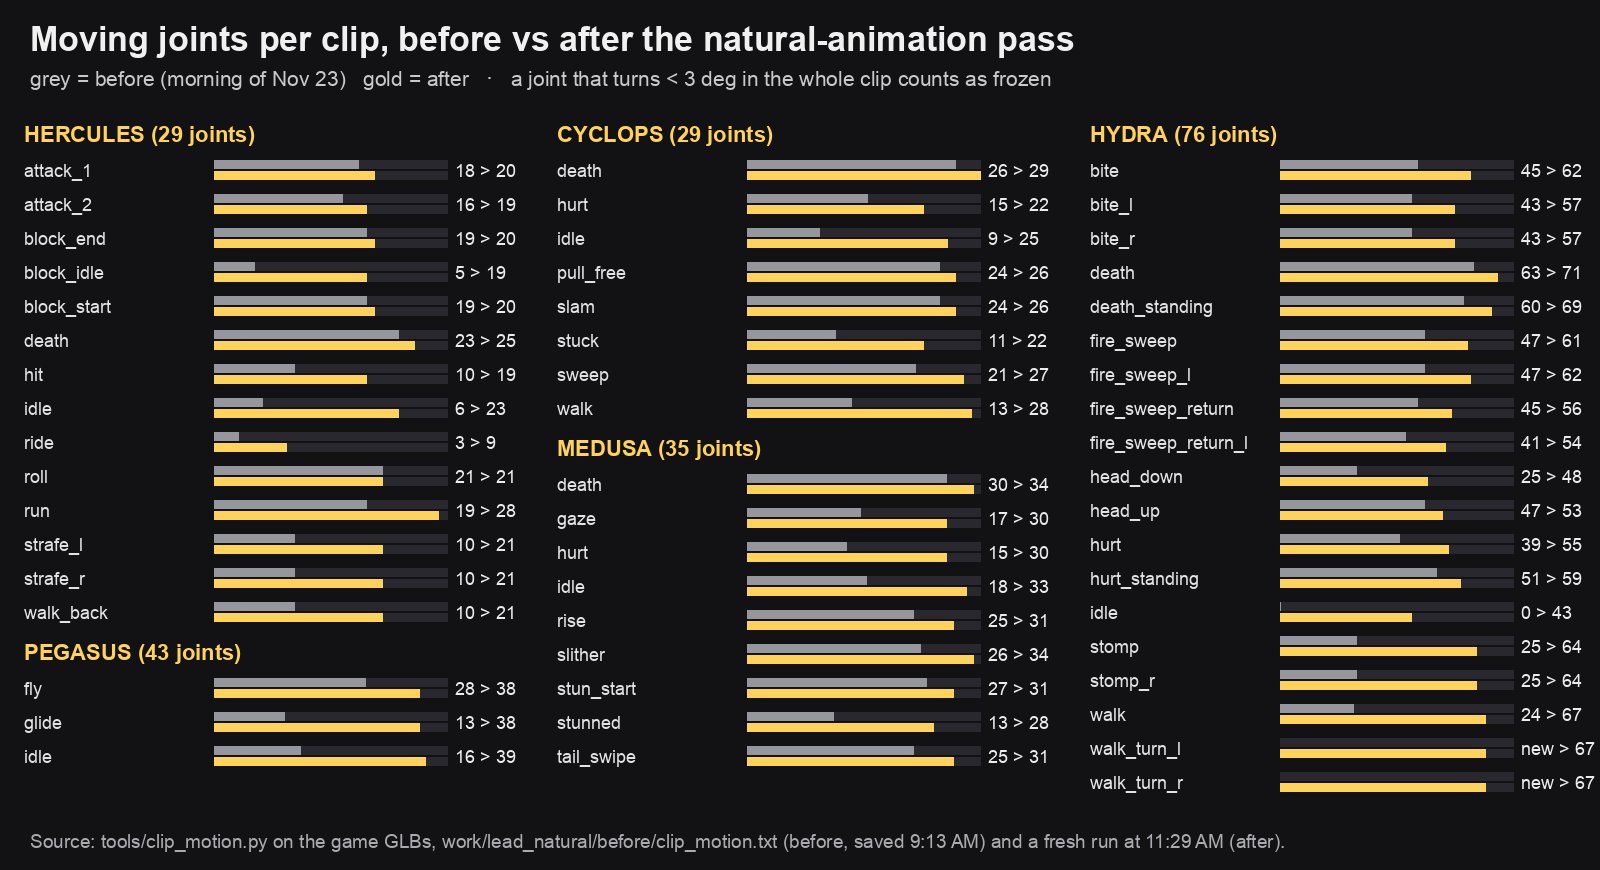 Moving joints per clip, before vs after the natural-animation pass
grey = before (morning of Nov 23)   gold = after   ·   a joint that turns < 3 deg in the whole clip counts as frozen
HERCULES (29 joints)
attack_1 18 > 20
attack_2 16 > 19
block_end 19 > 20
block_idle 5 > 19
block_start 19 > 20
death 23 > 25
hit 10 > 19
idle 6 > 23
ride 3 > 9
roll 21 > 21
run 19 > 28
strafe_l 10 > 21
strafe_r 10 > 21
walk_back 10 > 21
PEGASUS (43 joints)
fly 28 > 38
glide 13 > 38
idle 16 > 39
CYCLOPS (29 joints)
death 26 > 29
hurt 15 > 22
idle 9 > 25
pull_free 24 > 26
slam 24 > 26
stuck 11 > 22
sweep 21 > 27
walk 13 > 28
MEDUSA (35 joints)
death 30 > 34
gaze 17 > 30
hurt 15 > 30
idle 18 > 33
rise 25 > 31
slither 26 > 34
stun_start 27 > 31
stunned 13 > 28
tail_swipe 25 > 31
HYDRA (76 joints)
bite 45 > 62
bite_l 43 > 57
bite_r 43 > 57
death 63 > 71
death_standing 60 > 69
fire_sweep 47 > 61
fire_sweep_l 47 > 62
fire_sweep_return 45 > 56
fire_sweep_return_l 41 > 54
head_down 25 > 48
head_up 47 > 53
hurt 39 > 55
hurt_standing 51 > 59
idle 0 > 43
stomp 25 > 64
stomp_r 25 > 64
walk 24 > 67
walk_turn_l new > 67
walk_turn_r new > 67
Source: tools/clip_motion.py on the game GLBs, work/lead_natural/before/clip_motion.txt (before, saved 9:13 AM) and a fresh run at 11:29 AM (after).